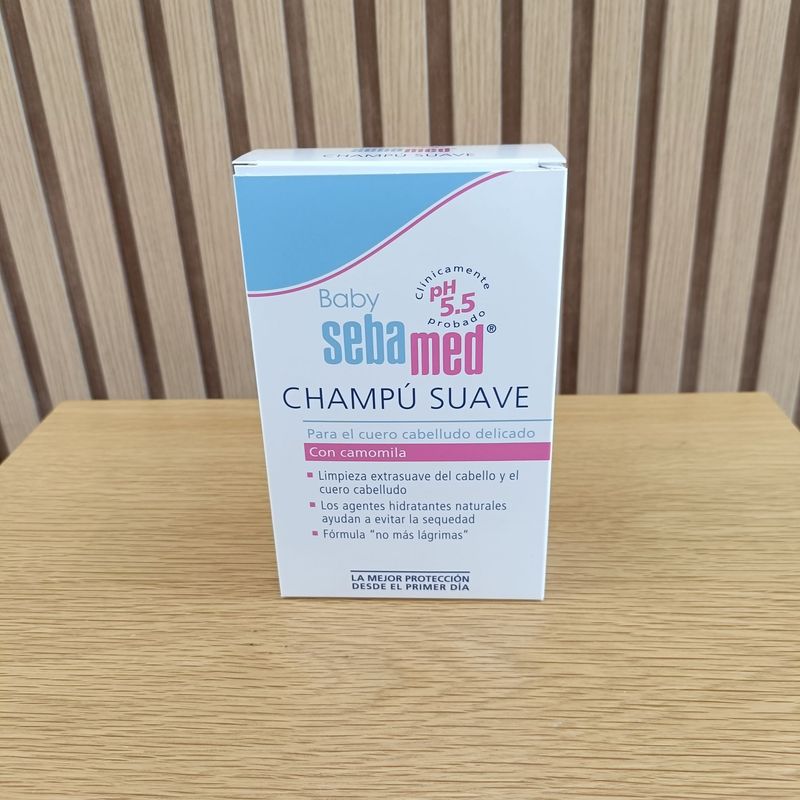 sebamed
CHAMPÚ SUAVE
Baby
Clínicamente
pH
5.5
probado
sebamed®
CHAMPÚ SUAVE
Para el cuero cabelludo delicado
Con camomila
Limpieza extrasuave del cabello y el
cuero cabelludo
Los agentes hidratantes naturales
ayudan a evitar la sequedad
Fórmula "no más lágrimas"
LA MEJOR PROTECCIÓN
DESDE EL PRIMER DÍA